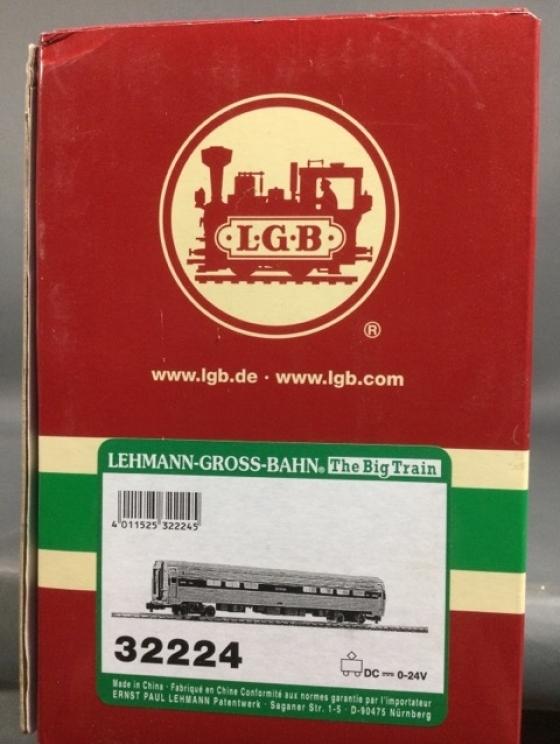 L·G·B
®
www.lgb.de · www.lgb.com
LEHMANN-GROSS-BAHN® The Big Train
4 011525 322245
32224
DC ⎓ 0-24V
Made in China · Fabriqué en Chine Conformité aux normes garantie par l'importateur
ERNST PAUL LEHMANN Patentwerk · Saganer Str. 1-5 · D-90475 Nürnberg